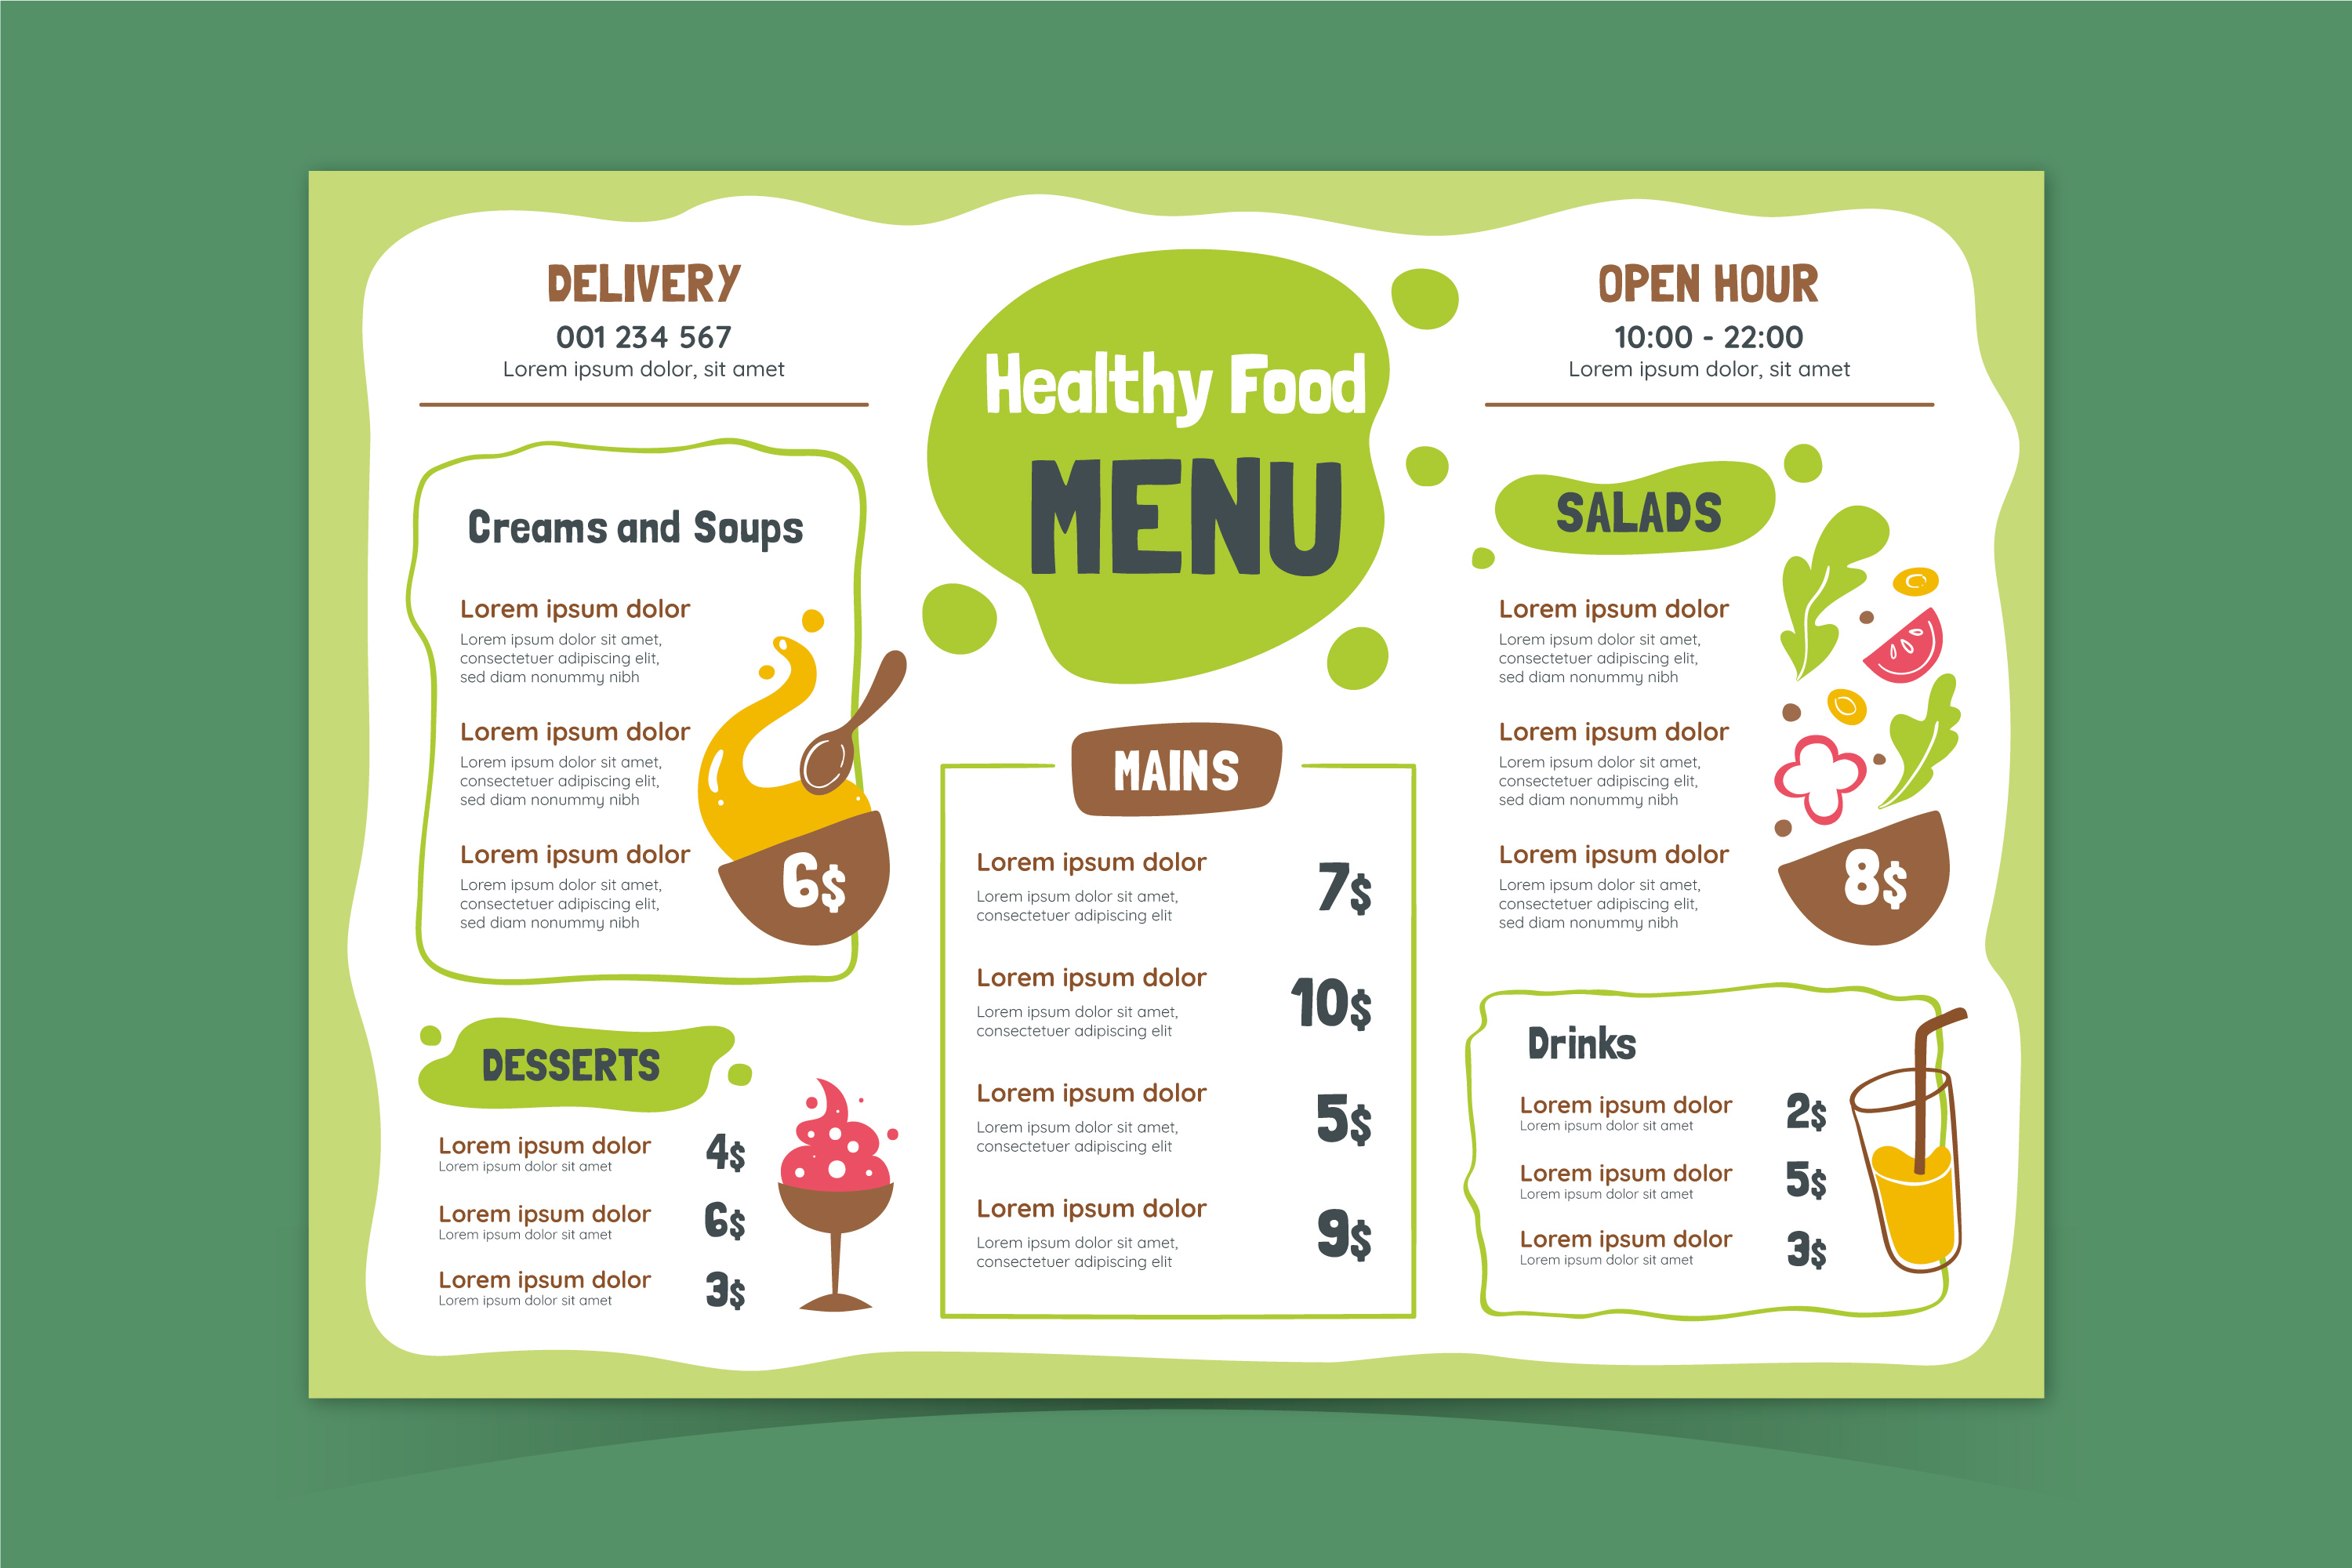 DELIVERY
001 234 567
Lorem ipsum dolor, sit amet
Healthy Food
MENU
OPEN HOUR
10:00 - 22:00
Lorem ipsum dolor, sit amet
Creams and Soups
Lorem ipsum dolor
Lorem ipsum dolor sit amet,
consectetuer adipiscing elit,
sed diam nonummy nibh
Lorem ipsum dolor
Lorem ipsum dolor sit amet,
consectetuer adipiscing elit,
sed diam nonummy nibh
Lorem ipsum dolor
Lorem ipsum dolor sit amet,
consectetuer adipiscing elit,
sed diam nonummy nibh
6$
DESSERTS
Lorem ipsum dolor 4$
Lorem ipsum dolor sit amet
Lorem ipsum dolor 6$
Lorem ipsum dolor sit amet
Lorem ipsum dolor 3$
Lorem ipsum dolor sit amet
MAINS
Lorem ipsum dolor 7$
Lorem ipsum dolor sit amet,
consectetuer adipiscing elit
Lorem ipsum dolor 10$
Lorem ipsum dolor sit amet,
consectetuer adipiscing elit
Lorem ipsum dolor 5$
Lorem ipsum dolor sit amet,
consectetuer adipiscing elit
Lorem ipsum dolor 9$
Lorem ipsum dolor sit amet,
consectetuer adipiscing elit
SALADS
Lorem ipsum dolor
Lorem ipsum dolor sit amet,
consectetuer adipiscing elit,
sed diam nonummy nibh
Lorem ipsum dolor
Lorem ipsum dolor sit amet,
consectetuer adipiscing elit,
sed diam nonummy nibh
Lorem ipsum dolor
Lorem ipsum dolor sit amet,
consectetuer adipiscing elit,
sed diam nonummy nibh
8$
Drinks
Lorem ipsum dolor 2$
Lorem ipsum dolor sit amet
Lorem ipsum dolor 5$
Lorem ipsum dolor sit amet
Lorem ipsum dolor 3$
Lorem ipsum dolor sit amet